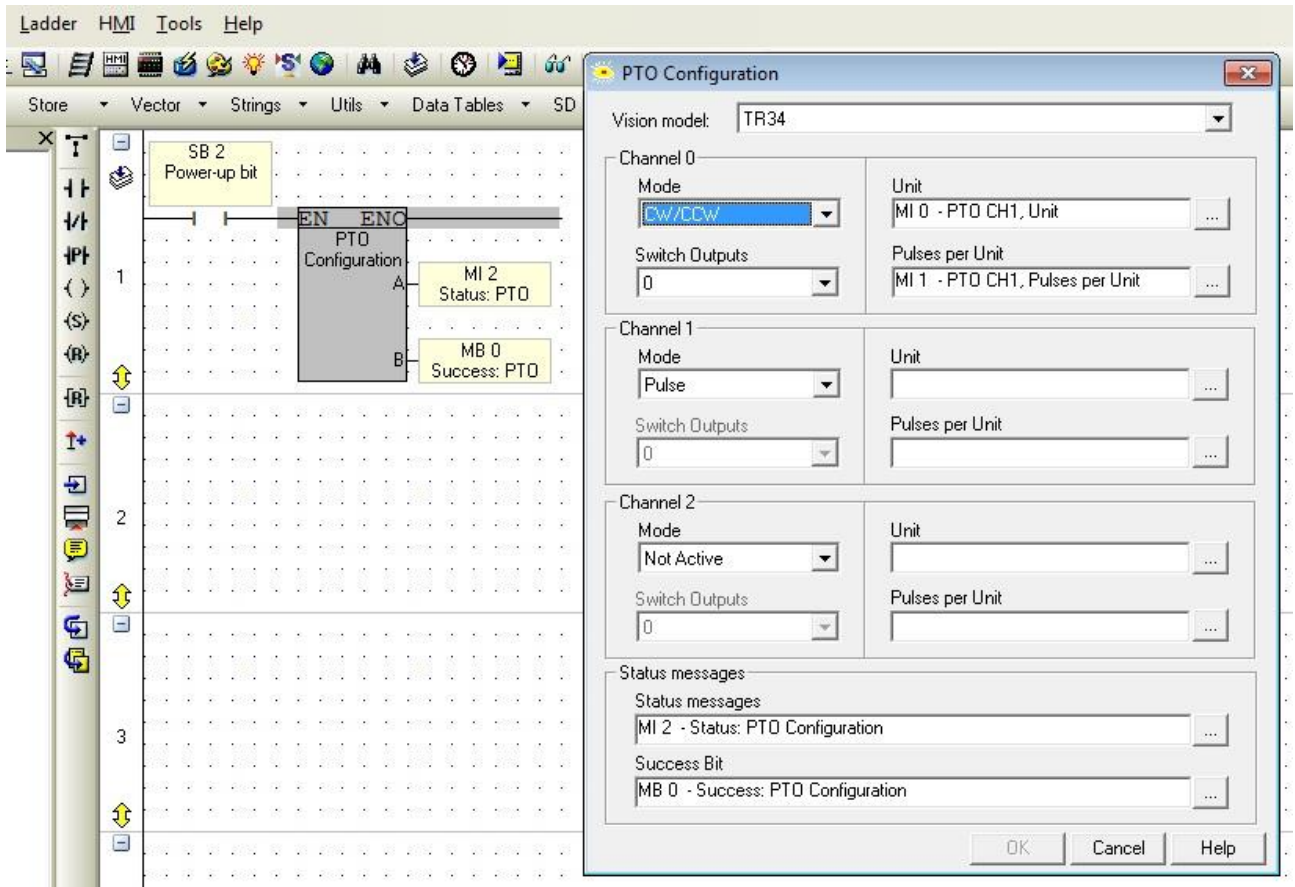 Ladder HMI Tools Help
HMI
Store Vector Strings Utils Data Tables SD
SB 2
Power-up bit
EN ENO
PTO
Configuration
A
MI 2
Status: PTO
B
MB 0
Success: PTO
1
2
3
PTO Configuration
Vision model: TR34
Channel 0
Mode Unit
CW/CCW MI 0 - PTO CH1, Unit ...
Switch Outputs Pulses per Unit
0 MI 1 - PTO CH1, Pulses per Unit ...
Channel 1
Mode Unit
Pulse ...
Switch Outputs Pulses per Unit
0 ...
Channel 2
Mode Unit
Not Active ...
Switch Outputs Pulses per Unit
0 ...
Status messages
Status messages
MI 2 - Status: PTO Configuration ...
Success Bit
MB 0 - Success: PTO Configuration ...
OK Cancel Help